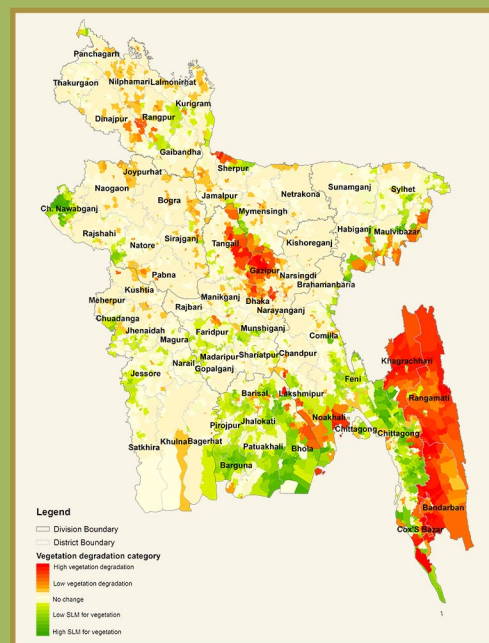 Panchagarh
Thakurgaon
Nilphamari Lalmonirhat
Kurigram
Dinajpur Rangpur
Gaibandha
Sherpur
Joypurhat
Naogaon
Jamalpur
Netrakona
Sunamganj
Sylhet
Bogra
Mymensingh
Ch. Nawabganj
Habiganj
Maulvibazar
Rajshahi
Natore
Sirajganj
Tangail
Kishoreganj
Gazipur
Pabna
Narsingdi
Brahamanbaria
Kushtia
Manikganj
Dhaka
Meherpur
Rajbari
Narayanganj
Chuadanga
Jhenaidah
Faridpur
Munshiganj
Comilla
Magura
Madaripur Shariatpur Chandpur
Khagrachhari
Narail
Gopalganj
Jessore
Feni
Barisal
Lakshmipur
Rangamati
Noakhali
Jhalokati
Pirojpur
Chittagong
Chittagong
Satkhira
Khulna Bagerhat
Patuakhali
Bhola
Barguna
Bandarban
Cox'S Bazar
Legend
Division Boundary
District Boundary
Vegetation degradation category
High vegetation degradation
Low vegetation degradation
No change
Low SLM for vegetation
High SLM for vegetation